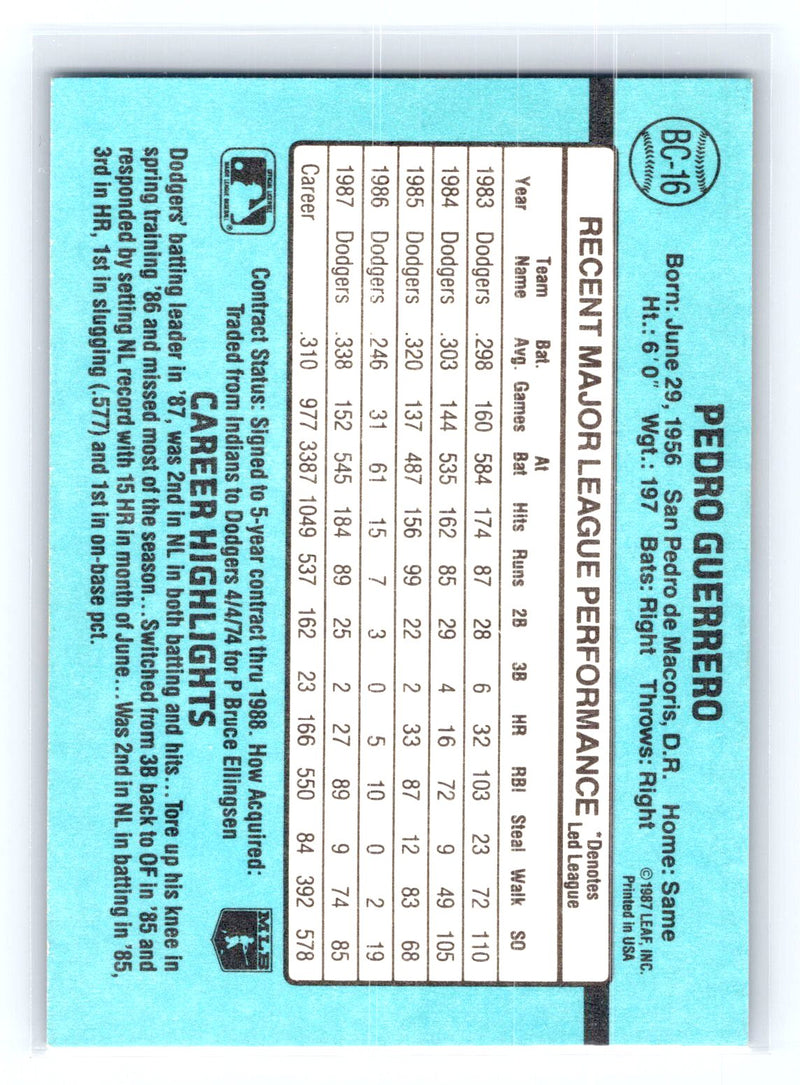 BC-16
PEDRO GUERRERO
Born: June 29, 1956 San Pedro de Macoris, D.R. Home: Same
Ht.: 6'0" Wgt.: 197 Bats: Right Throws: Right
©1987 LEAF, INC.
Printed in USA
RECENT MAJOR LEAGUE PERFORMANCE
*Denotes
Led League
Year Team Name Bat. Avg. Games At Bat Hits Runs 2B 3B HR RBI Steal Walk SO
1983 Dodgers .298 160 584 174 87 28 6 32 103 23 72 110
1984 Dodgers .303 144 535 162 85 29 4 16 72 9 49 105
1985 Dodgers .320 137 487 156 99 22 2 33 87 12 83 68
1986 Dodgers .246 31 61 15 7 3 0 5 10 0 2 19
1987 Dodgers .338 152 545 184 89 25 2 27 89 9 74 85
Career .310 977 3387 1049 537 162 23 166 550 84 392 578
OFFICIAL LICENSEE
MAJOR LEAGUE BASEBALL
Contract Status: Signed to 5-year contract thru 1988. How Acquired:
Traded from Indians to Dodgers 4/4/74 for P Bruce Ellingsen
MLB
CAREER HIGHLIGHTS
Dodgers' batting leader in '87, was 2nd in NL in both batting and hits... Tore up his knee in
spring training '86 and missed most of the season... Switched from 3B back to OF in '85 and
responded by setting NL record with 15 HR in month of June... Was 2nd in NL in batting in '85,
3rd in HR, 1st in slugging (.577) and 1st in on-base pct.